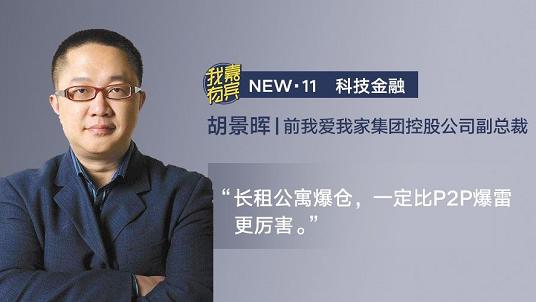 我嘉
有异
NEW·11 科技金融
胡景晖|前我爱我家集团控股公司副总裁
“长租公寓爆仓，一定比P2P爆雷
更厉害。”